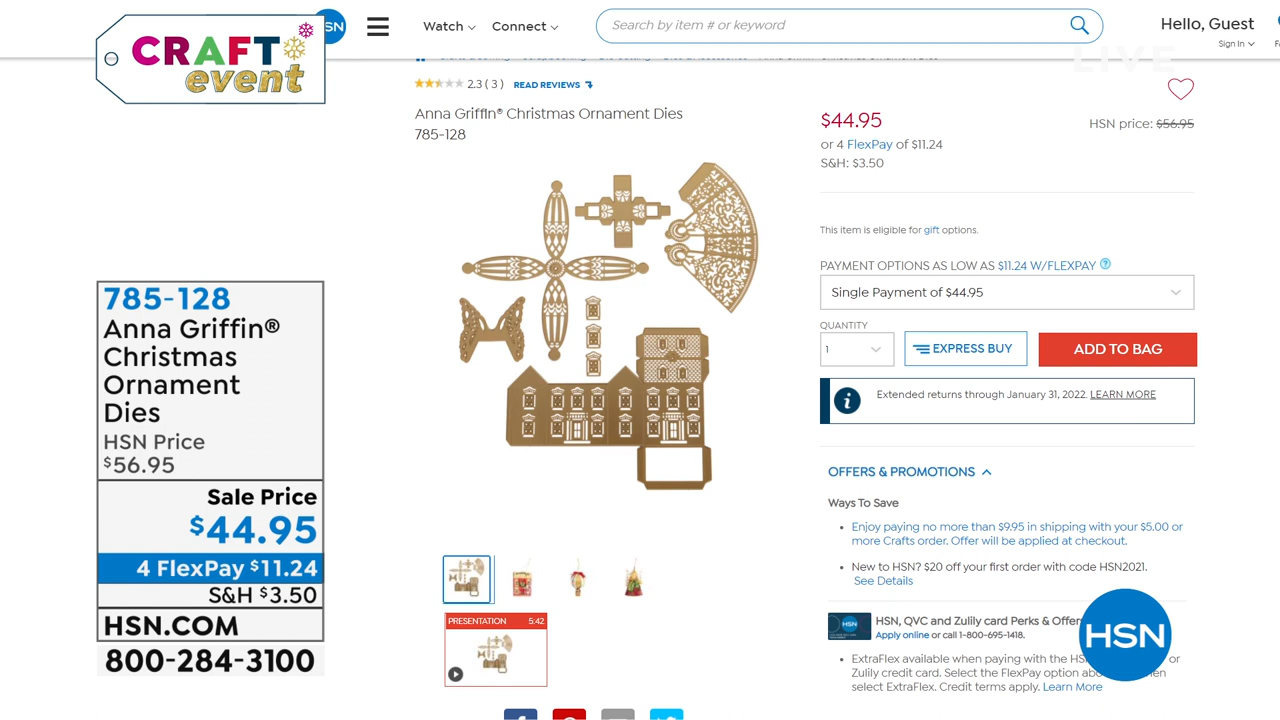 CRAFT
event
HSN
Watch
Connect
Search by item # or keyword
Hello, Guest
Sign In
LIVE
2.3 ( 3 ) READ REVIEWS
Anna Griffin® Christmas Ornament Dies
785-128
$44.95
HSN price: $56.95
or 4 FlexPay of $11.24
S&H: $3.50
This item is eligible for gift options.
PAYMENT OPTIONS AS LOW AS $11.24 W/FLEXPAY ?
Single Payment of $44.95
QUANTITY
1
EXPRESS BUY
ADD TO BAG
i
Extended returns through January 31, 2022. LEARN MORE
OFFERS & PROMOTIONS
Ways To Save
• Enjoy paying no more than $9.95 in shipping with your $5.00 or
more Crafts order. Offer will be applied at checkout.
• New to HSN? $20 off your first order with code HSN2021.
See Details
HSN
HSN, QVC and Zulily card Perks & Offer
Apply online or call 1-800-695-1418.
• ExtraFlex available when paying with the HS or
Zulily credit card. Select the FlexPay option
select ExtraFlex. Credit terms apply. Learn More
HSN
PRESENTATION 5:42
785-128
Anna Griffin®
Christmas
Ornament
Dies
HSN Price
$56.95
Sale Price
$44.95
4 FlexPay $11.24
S&H $3.50
HSN.COM
800-284-3100